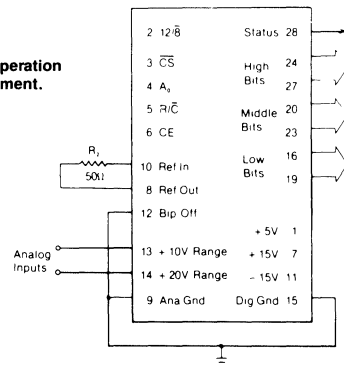 peration
ment.
2 12/8̅
3 C̅S̅
4 A₀
5 R/C̅
6 CE
R₂
50Ω
10 Ref In
8 Ref Out
12 Bip Off
Analog
Inputs
13 + 10V Range
14 + 20V Range
9 Ana Gnd
Status 28
High 24
Bits 27
Middle 20
Bits 23
Low 16
Bits 19
+ 5V 1
+ 15V 7
− 15V 11
Dig Gnd 15